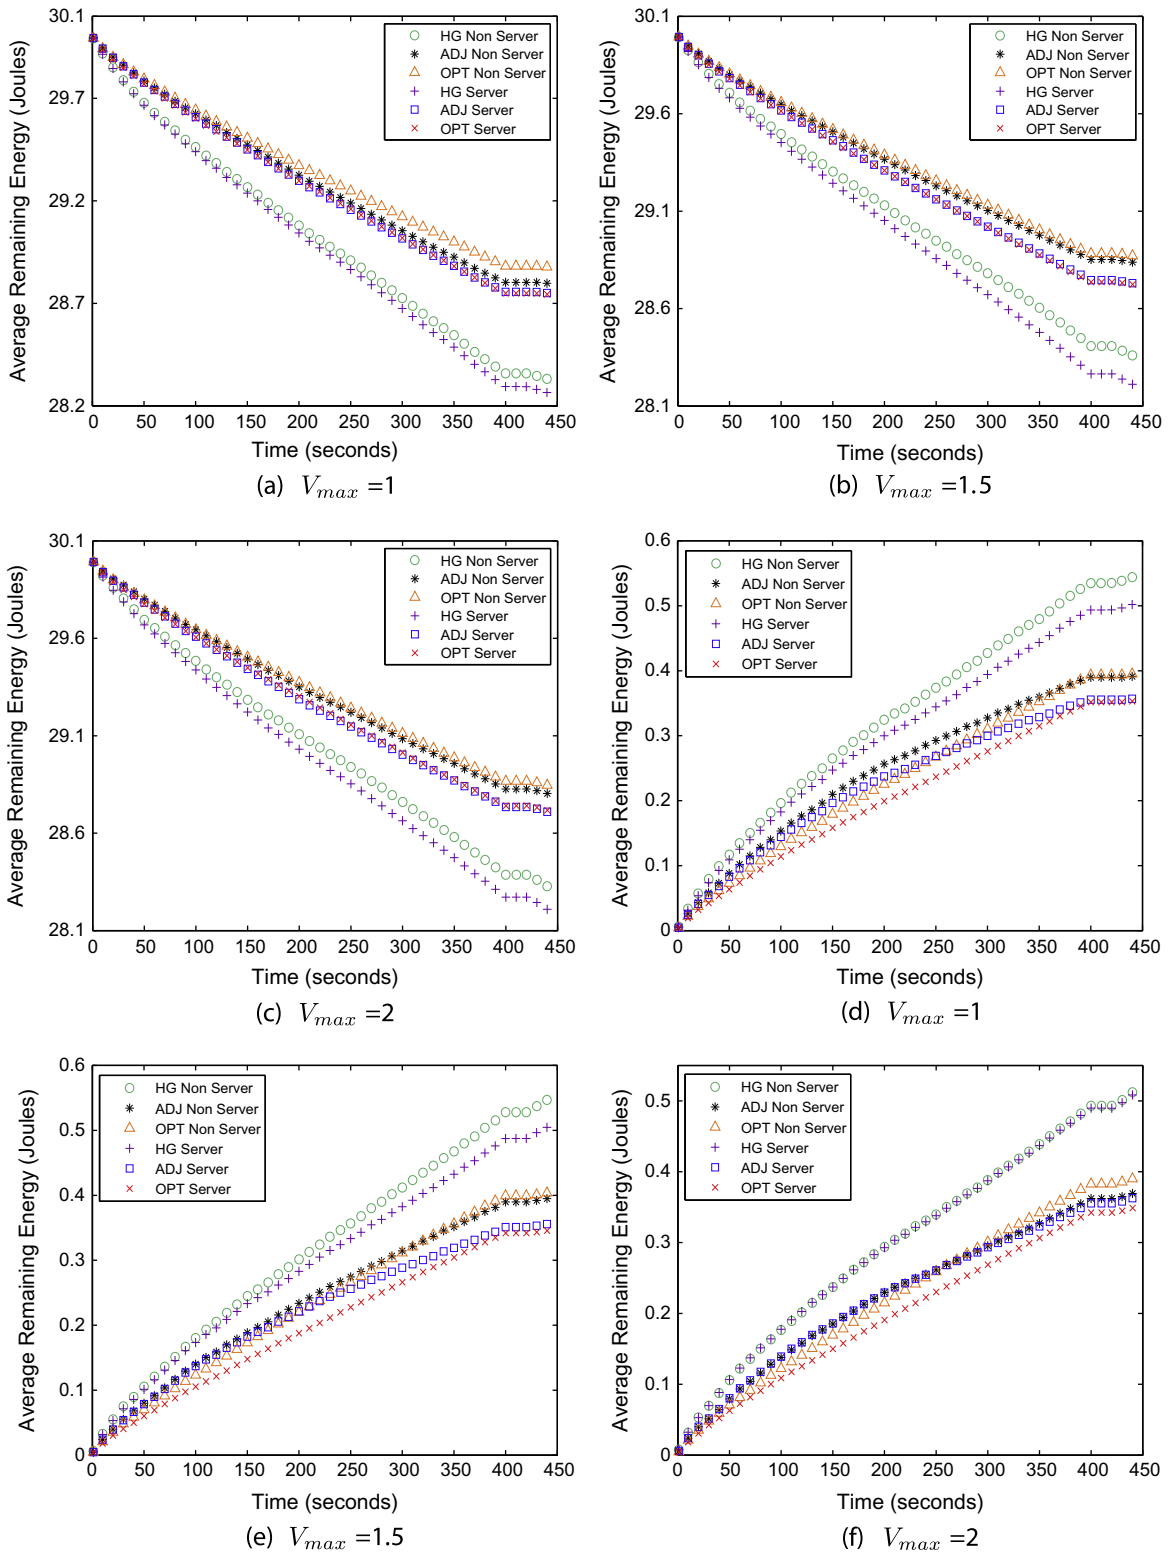 30.1
29.7
29.2
28.7
28.2
Average Remaining Energy (Joules)
HG Non Server
ADJ Non Server
OPT Non Server
HG Server
ADJ Server
OPT Server
0 50 100 150 200 250 300 350 400 450
Time (seconds)
(a) Vmax =1
30.1
29.6
29.1
28.6
28.1
Average Remaining Energy (Joules)
HG Non Server
ADJ Non Server
OPT Non Server
HG Server
ADJ Server
OPT Server
0 50 100 150 200 250 300 350 400 450
Time (seconds)
(b) Vmax =1.5
30.1
29.6
29.1
28.6
28.1
Average Remaining Energy (Joules)
HG Non Server
ADJ Non Server
OPT Non Server
HG Server
ADJ Server
OPT Server
0 50 100 150 200 250 300 350 400 450
Time (seconds)
(c) Vmax =2
0.6
0.5
0.4
0.3
0.2
0.1
0
Average Remaining Energy (Joules)
HG Non Server
ADJ Non Server
OPT Non Server
HG Server
ADJ Server
OPT Server
0 50 100 150 200 250 300 350 400 450
Time (seconds)
(d) Vmax =1
0.6
0.5
0.4
0.3
0.2
0.1
0
Average Remaining Energy (Joules)
HG Non Server
ADJ Non Server
OPT Non Server
HG Server
ADJ Server
OPT Server
0 50 100 150 200 250 300 350 400 450
Time (seconds)
(e) Vmax =1.5
0.5
0.4
0.3
0.2
0.1
0
Average Remaining Energy (Joules)
HG Non Server
ADJ Non Server
OPT Non Server
HG Server
ADJ Server
OPT Server
0 50 100 150 200 250 300 350 400 450
Time (seconds)
(f) Vmax =2